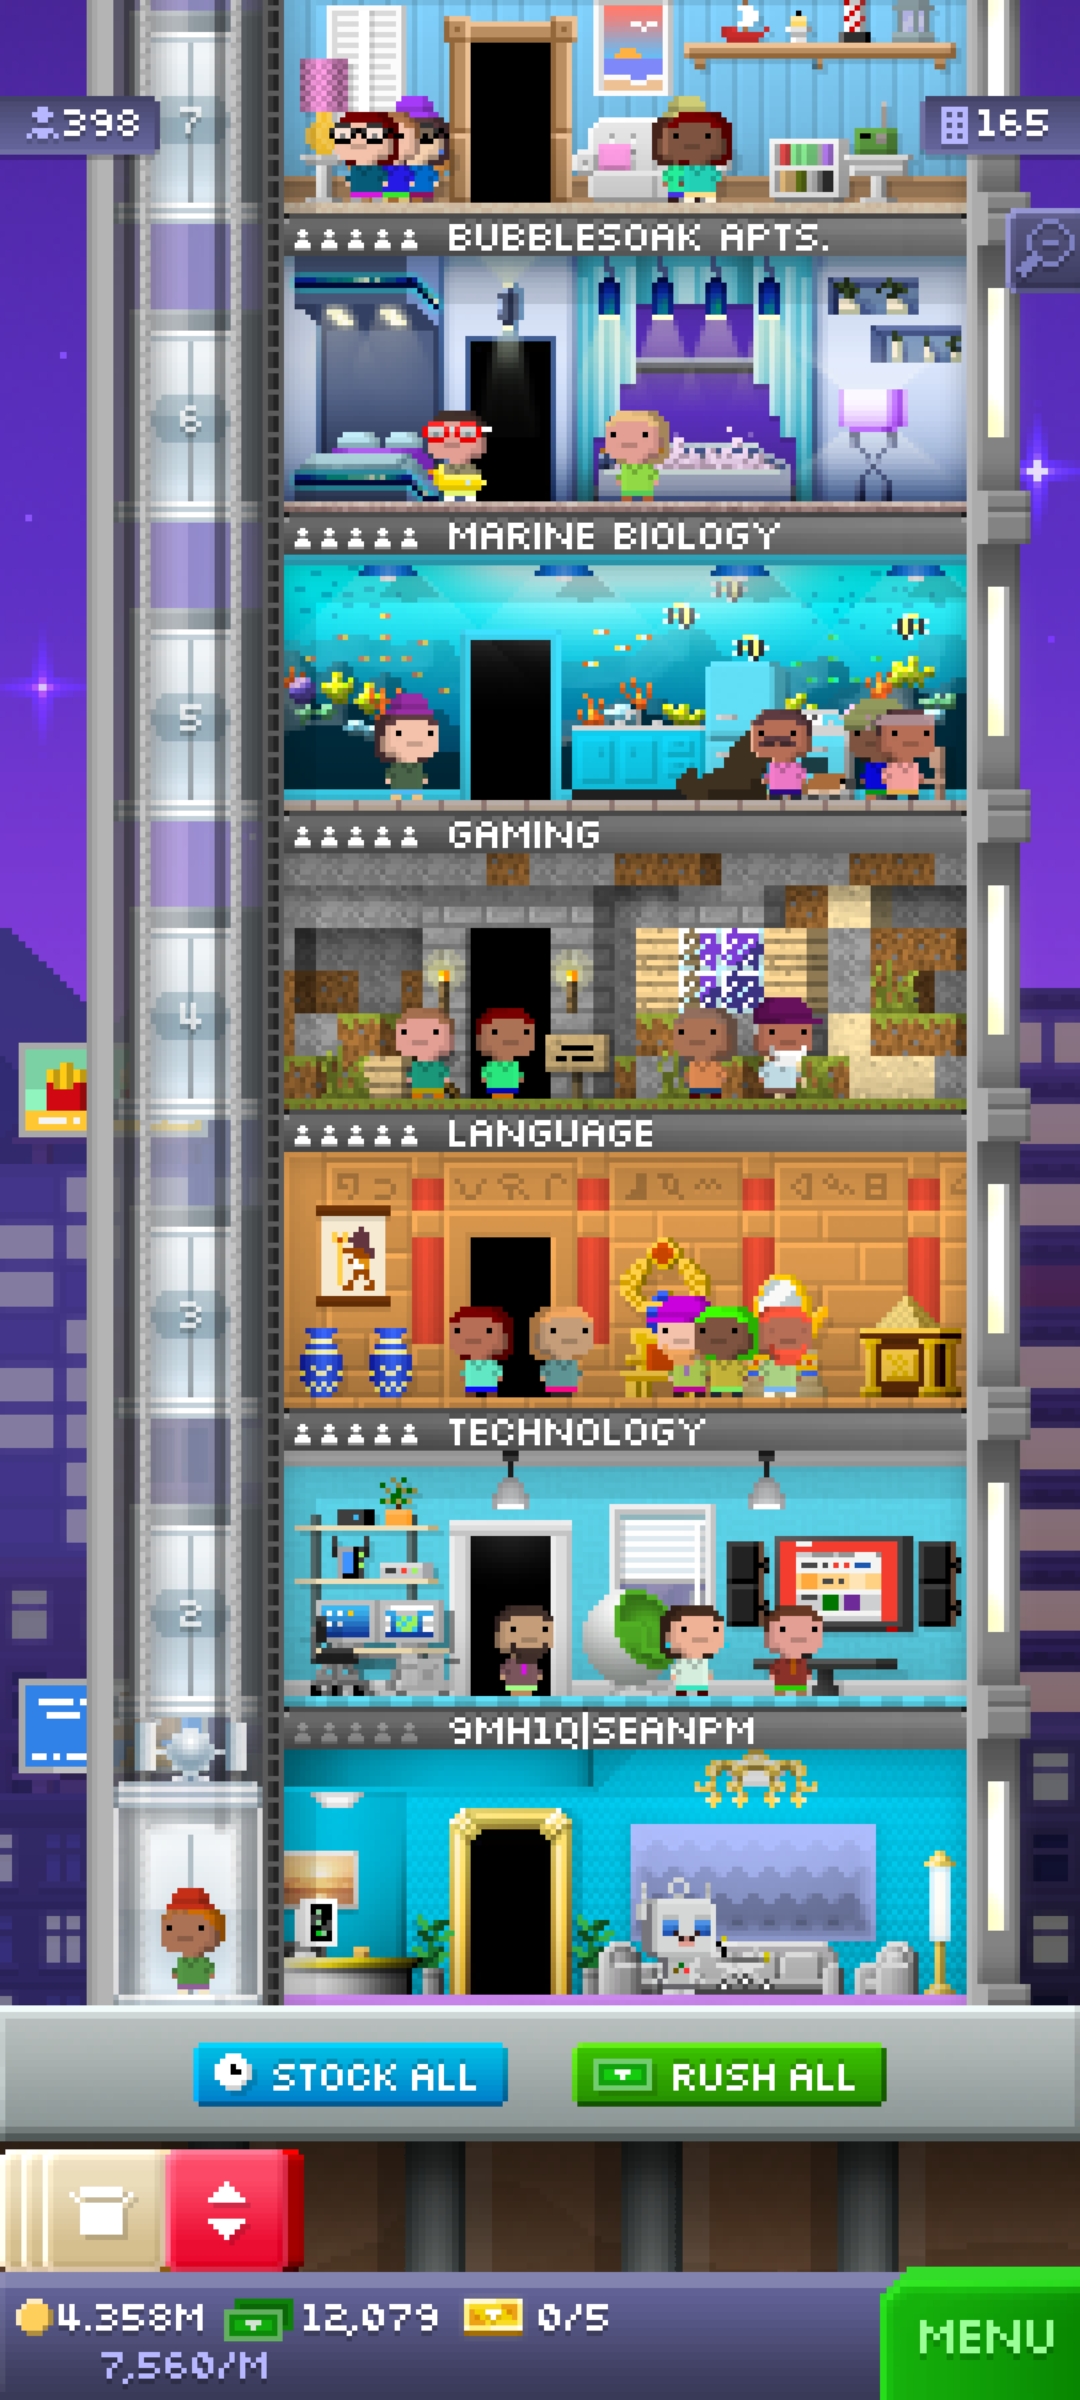 7
398
165
BUBBLESOAK APTS.
6
MARINE BIOLOGY
5
GAMING
4
LANGUAGE
3
TECHNOLOGY
2
9MH1Q|SEANPM
STOCK ALL
RUSH ALL
4.358M
12,079
0/5
7,560/M
MENU